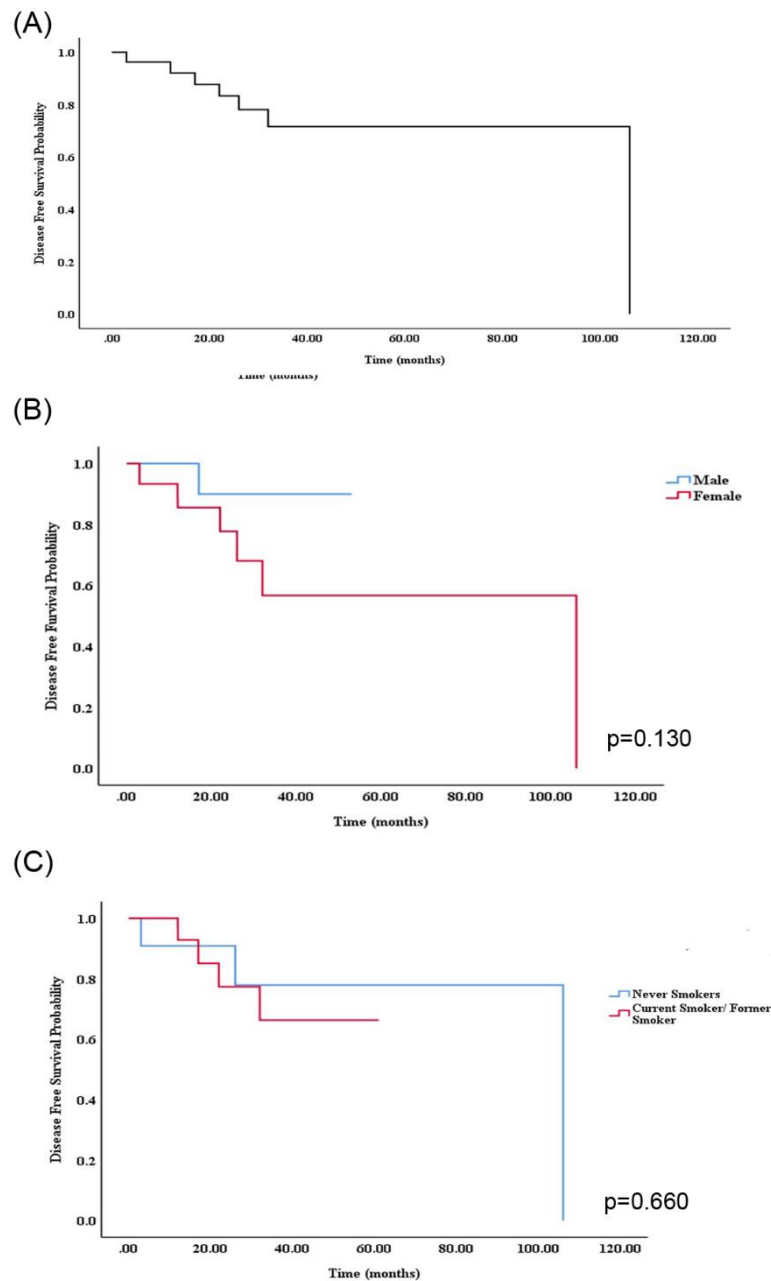 (A)
1.0
0.8
0.6
0.4
0.2
0.0
Disease Free Survival Probability
.00 20.00 40.00 60.00 80.00 100.00 120.00
Time (months)
Time (months)
(B)
1.0
0.8
0.6
0.4
0.2
0.0
Disease Free Furvival Probability
Male
Female
p=0.130
.00 20.00 40.00 60.00 80.00 100.00 120.00
Time (months)
(C)
1.0
0.8
0.6
0.4
0.2
0.0
Disease Free Survival Probability
Never Smokers
Current Smoker/ Former
Smoker
p=0.660
.00 20.00 40.00 60.00 80.00 100.00 120.00
Time (months)